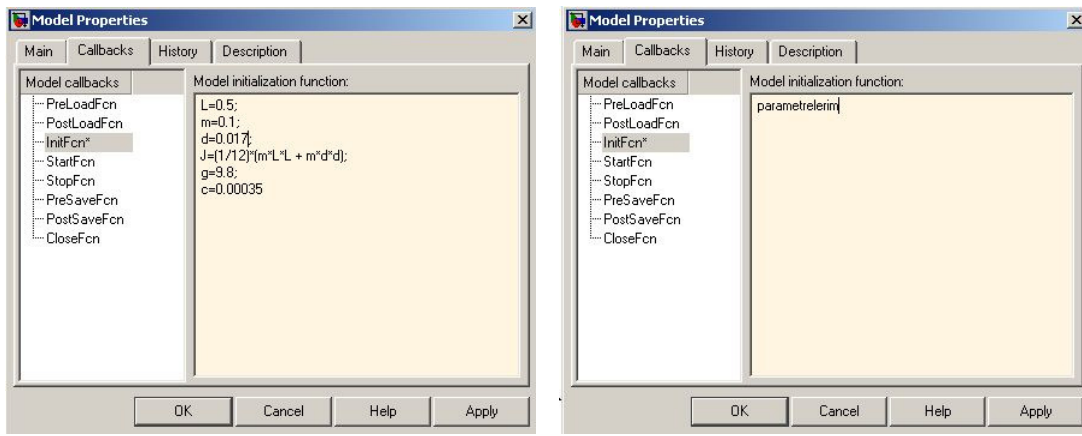 Model Properties
Main Callbacks History Description
Model callbacks
PreLoadFcn
PostLoadFcn
InitFcn*
StartFcn
StopFcn
PreSaveFcn
PostSaveFcn
CloseFcn
Model initialization function:
L=0.5;
m=0.1;
d=0.017;
J=(1/12)*(m*L*L + m*d*d);
g=9.8;
c=0.00035
OK Cancel Help Apply
Model Properties
Main Callbacks History Description
Model callbacks
PreLoadFcn
PostLoadFcn
InitFcn*
StartFcn
StopFcn
PreSaveFcn
PostSaveFcn
CloseFcn
Model initialization function:
parametrelerim
OK Cancel Help Apply